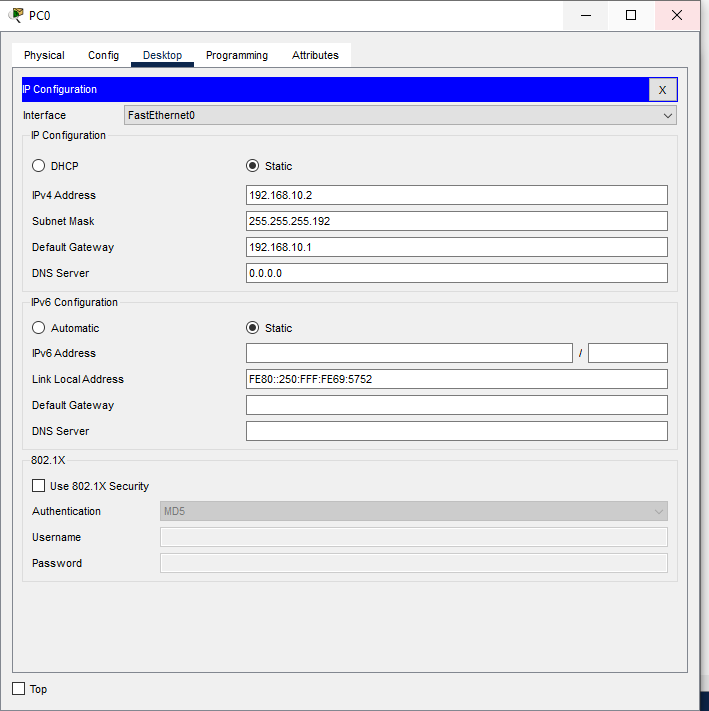 PC0
Physical Config Desktop Programming Attributes
IP Configuration X
Interface FastEthernet0
IP Configuration
DHCP Static
IPv4 Address 192.168.10.2
Subnet Mask 255.255.255.192
Default Gateway 192.168.10.1
DNS Server 0.0.0.0
IPv6 Configuration
Automatic Static
IPv6 Address /
Link Local Address FE80::250:FFF:FE69:5752
Default Gateway
DNS Server
802.1X
Use 802.1X Security
Authentication MD5
Username
Password
Top